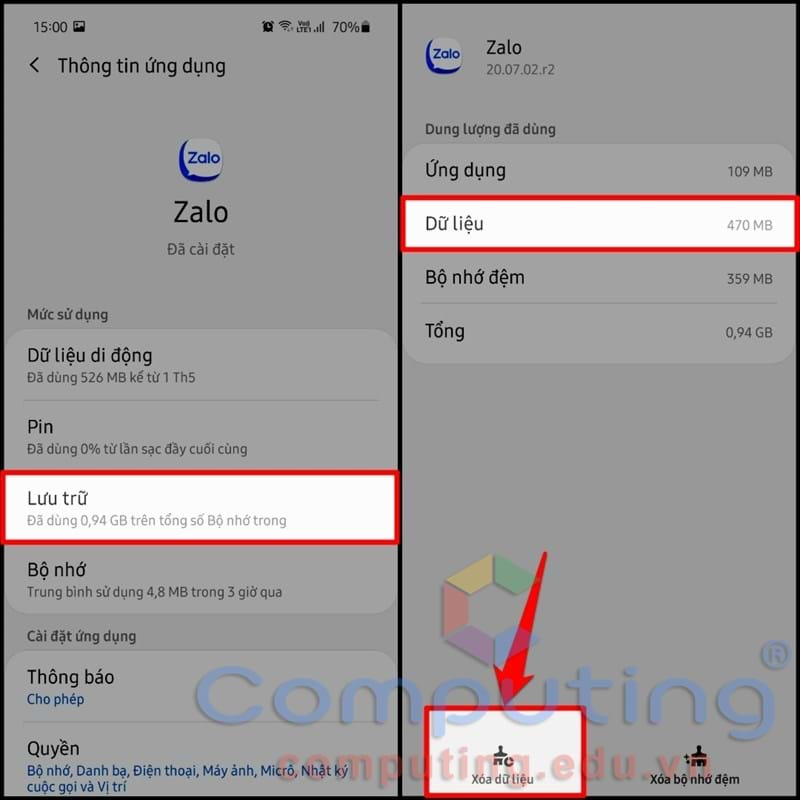 15:00
Vo)) LTE1 70%
Thông tin ứng dụng
Zalo
Zalo
Đã cài đặt
Mức sử dụng
Dữ liệu di động
Đã dùng 526 MB kể từ 1 Th5
Pin
Đã dùng 0% từ lần sạc đầy cuối cùng
Lưu trữ
Đã dùng 0,94 GB trên tổng số Bộ nhớ trong
Bộ nhớ
Trung bình sử dụng 4,8 MB trong 3 giờ qua
Cài đặt ứng dụng
Thông báo
Cho phép
Quyền
Bộ nhớ, Danh bạ, Điện thoại, Máy ảnh, Micrô, Nhật ký
cuộc gọi và Vị trí
Zalo
Zalo
20.07.02.r2
Dung lượng đã dùng
Ứng dụng 109 MB
Dữ liệu 470 MB
Bộ nhớ đệm 359 MB
Tổng 0,94 GB
Computing®
computing.edu.vn
Xóa dữ liệu
Xóa bộ nhớ đệm